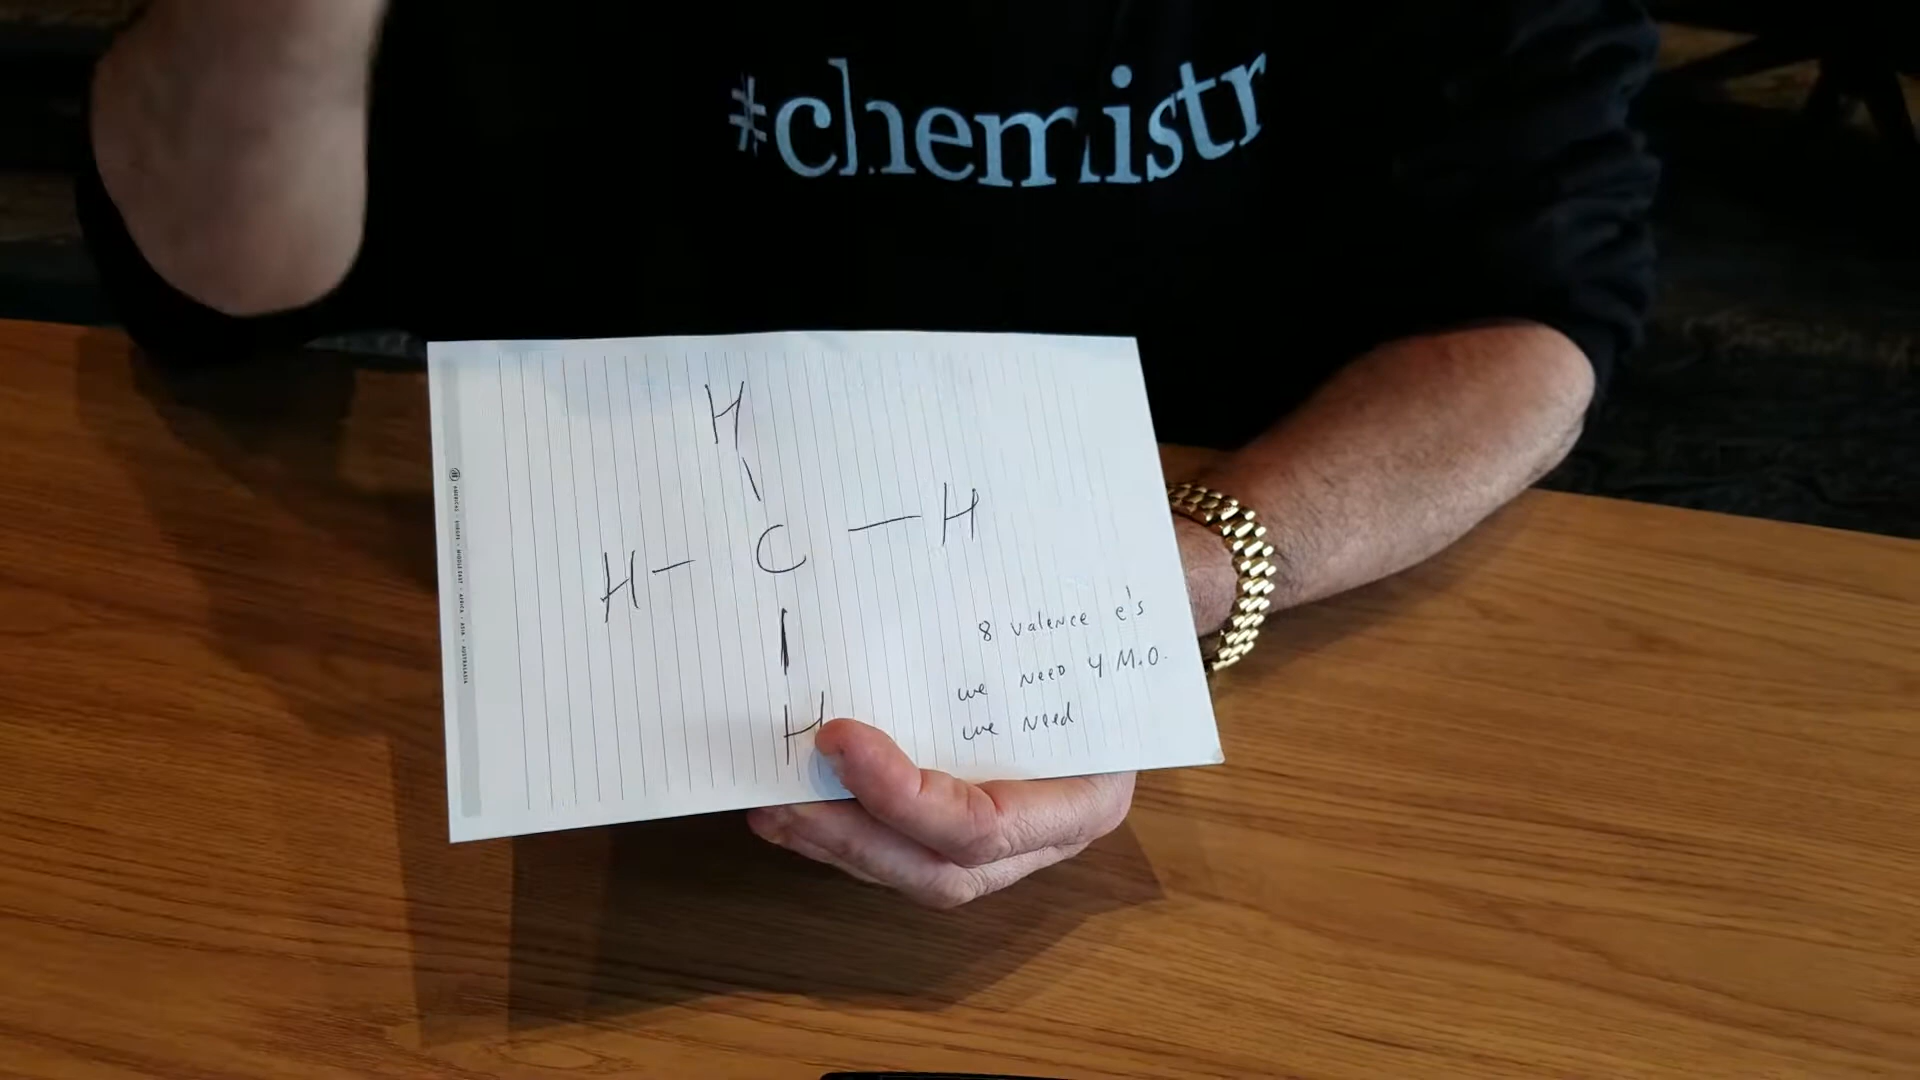 #chemistr
H
H - C - H
H
8 valence e's
we need 4 M.O.
we need